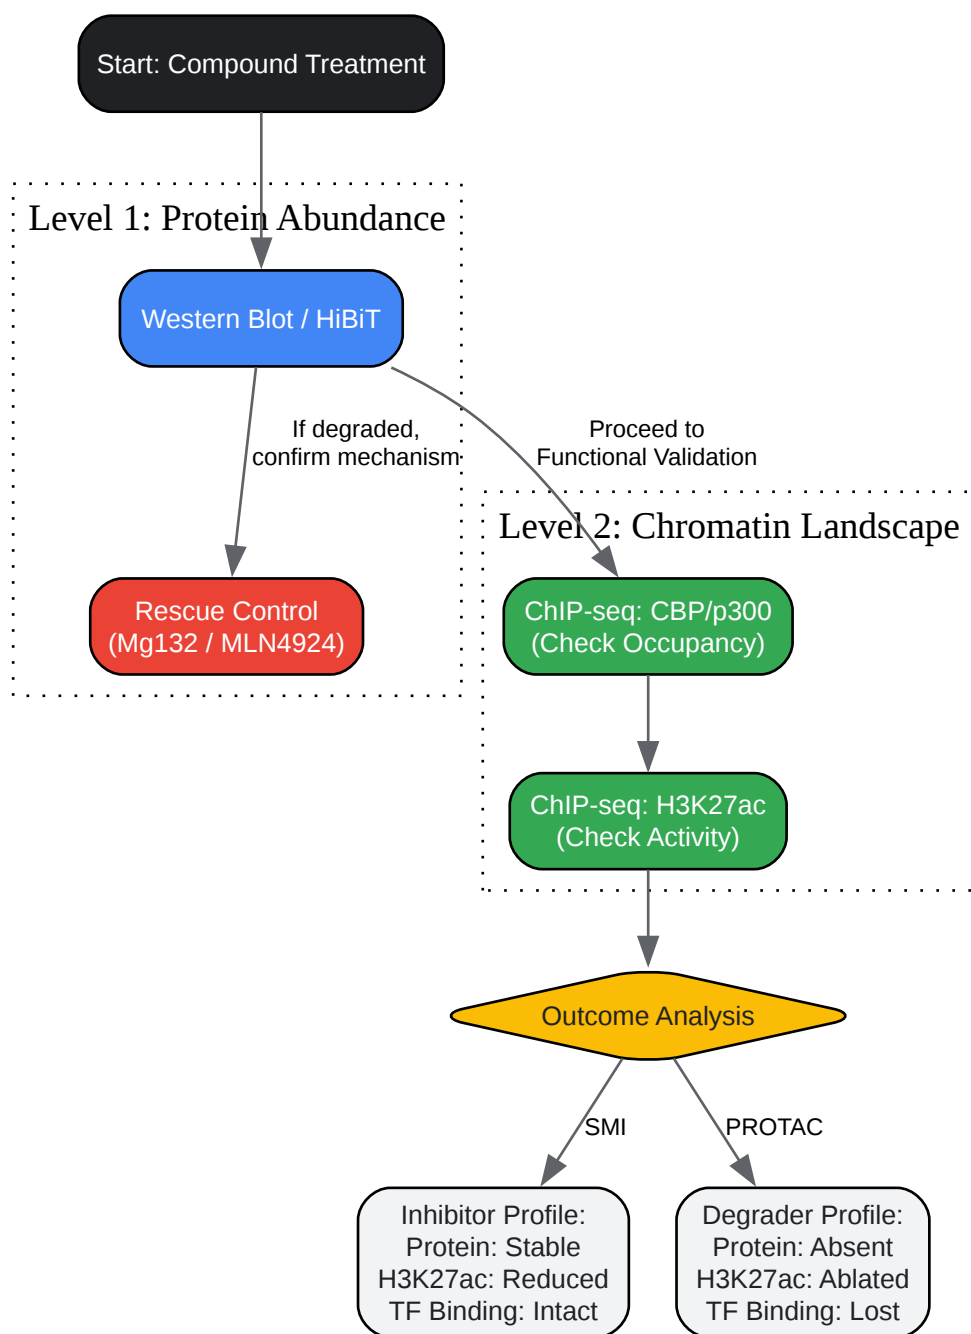 Start: Compound Treatment
Level 1: Protein Abundance
Western Blot / HiBiT
If degraded,
confirm mechanism
Proceed to
Functional Validation
Level 2: Chromatin Landscape
Rescue Control
(Mg132 / MLN4924)
ChIP-seq: CBP/p300
(Check Occupancy)
ChIP-seq: H3K27ac
(Check Activity)
Outcome Analysis
SMI
PROTAC
Inhibitor Profile:
Protein: Stable
H3K27ac: Reduced
TF Binding: Intact
Degrader Profile:
Protein: Absent
H3K27ac: Ablated
TF Binding: Lost